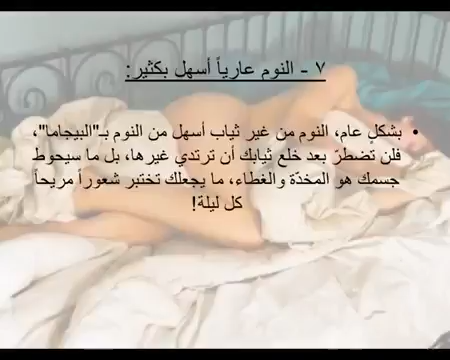 ٧ - النوم عارياً أسهل بكثير:
• بشكلٍ عام، النوم من غير ثياب أسهل من النوم بـ"البيجاما"،
فلن تضطرّ بعد خلع ثيابك أن ترتدي غيرها، بل ما سيحوط
جسمك هو المخدّة والغطاء، ما يجعلك تختبر شعوراً مريحاً
كل ليلة!